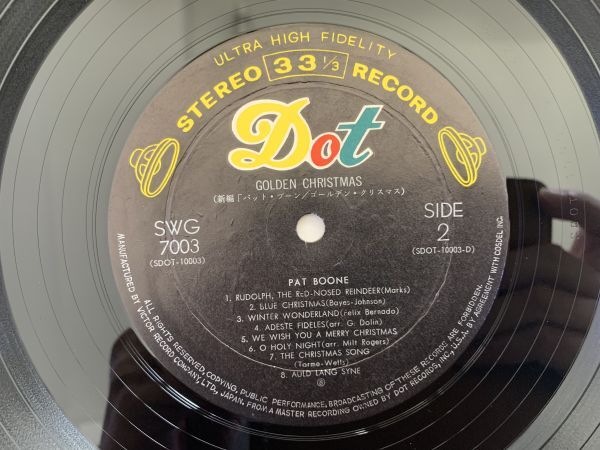 ULTRA HIGH FIDELITY
STEREO 33 1/3 RECORD
Dot
GOLDEN CHRISTMAS
(新編「パット・ブーン/ゴールデン・クリスマス)
SWG
7003
(SDOT-10003)
SIDE
2
(SDOT-10003-D)
PAT BOONE
1. RUDOLPH, THE RED-NOSED REINDEER(Marks)
2. BLUE CHRISTMAS(Bayes-Johnson)
3. WINTER WONDERLAND(felix Bernado)
4. ADESTE FIDELES(arr. G. Dolin)
5. WE WISH YOU A MERRY CHRISTMAS
6. O HOLY NIGHT(arr. Milt Rogers)
7. THE CHRISTMAS SONG
(Torme-Wetts)
8. AULD LANG SYNE
ALL RIGHTS RESERVED, COPYING, PUBLIC PERFORMANCE, BROADCASTING OF THESE RECORDS ARE FORBIDDEN.
MANUFACTURED BY VICTOR RECORD COMPANY, LTD., JAPAN. FROM A MASTER RECORDING OWNED BY DOT RECORDS, INC., U.S.A. BY AGREEMENT WITH COSDEL INC.